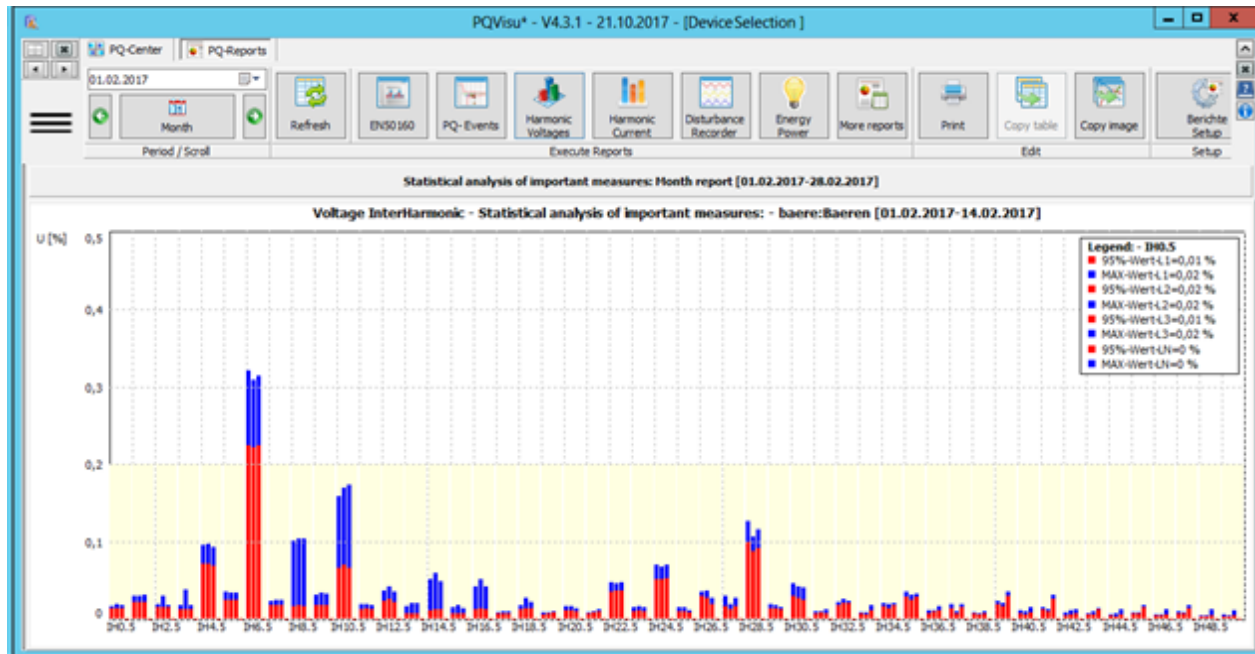 PQVisu* - V4.3.1 - 21.10.2017 - [DeviceSelection ]
PQ-Center
PQ-Reports
01.02.2017
Month
Refresh
EN50160
PQ- Events
Harmonic
Voltages
Harmonic
Current
Disturbance
Recorder
Energy
Power
More reports
Print
Copy table
Copy image
Berichte
Setup
Period / Scroll
Execute Reports
Edit
Setup
Statistical analysis of important measures: Month report [01.02.2017-28.02.2017]
Voltage InterHarmonic - Statistical analysis of important measures: - baere:Baeren [01.02.2017-14.02.2017]
U [%]
0,5
0,4
0,3
0,2
0,1
0
Legend: - IH0.5
95%-Wert-L1=0,01 %
MAX-Wert-L1=0,02 %
95%-Wert-L2=0,02 %
MAX-Wert-L2=0,02 %
95%-Wert-L3=0,01 %
MAX-Wert-L3=0,02 %
95%-Wert-LN=0 %
MAX-Wert-LN=0 %
IH0.5 IH2.5 IH4.5 IH6.5 IH8.5 IH10.5 IH12.5 IH14.5 IH16.5 IH18.5 IH20.5 IH22.5 IH24.5 IH26.5 IH28.5 IH30.5 IH32.5 IH34.5 IH36.5 IH38.5 IH40.5 IH42.5 IH44.5 IH46.5 IH48.5